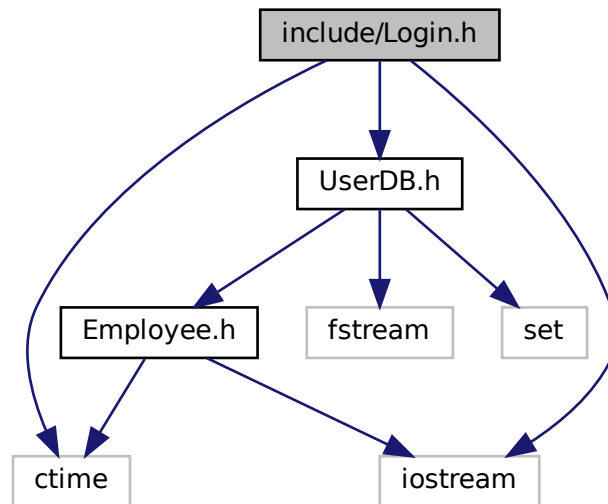 include/Login.h
UserDB.h
Employee.h
fstream
set
ctime
iostream